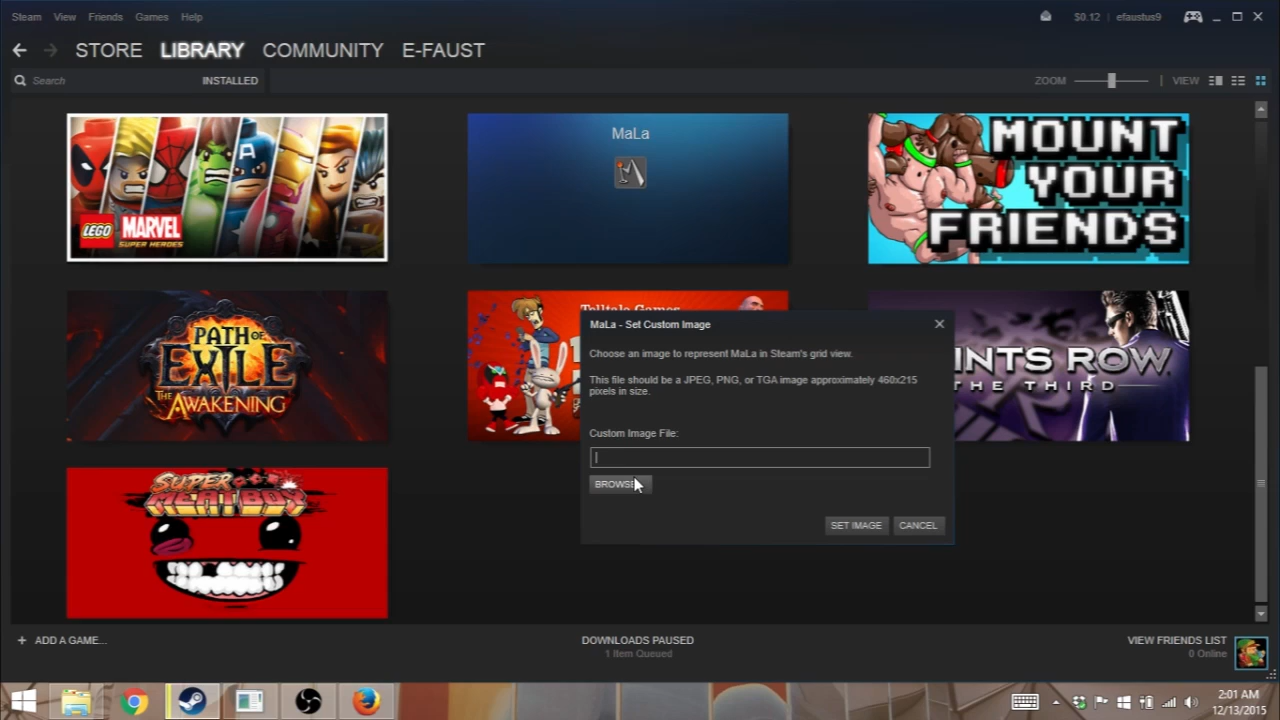 Steam View Friends Games Help
$0.12 | efaustus9
STORE LIBRARY COMMUNITY E-FAUST
Search INSTALLED
ZOOM | VIEW
LEGO MARVEL
SUPER HEROES
MaLa
MOUNT
YOUR
FRIENDS
PATH OF
EXILE
THE
AWAKENING
Telltale Games
INTS ROW
THE THIRD
MaLa - Set Custom Image
Choose an image to represent MaLa in Steam's grid view.
This file should be a JPEG, PNG, or TGA image approximately 460x215
pixels in size.
Custom Image File:
BROWSE
SET IMAGE CANCEL
SUPER
MEAT BOY
+ ADD A GAME...
DOWNLOADS PAUSED
1 Item Queued
VIEW FRIENDS LIST
0 Online
2:01 AM
12/13/2015